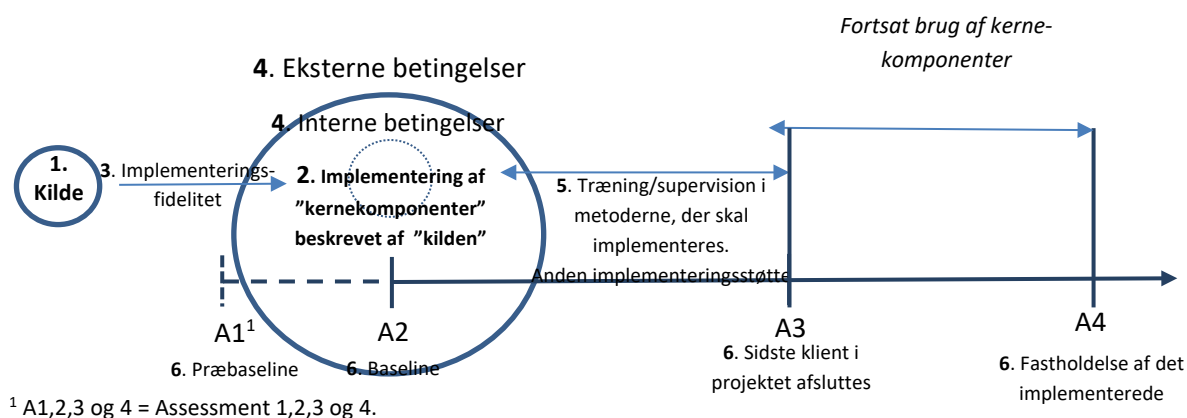 Fortsat brug af kerne-
komponenter
4. Eksterne betingelser
4. Interne betingelser
1.
Kilde
3. Implementerings-
fidelitet
2. Implementering af
”kernekomponenter”
beskrevet af ”kilden”
5. Træning/supervision i
metoderne, der skal
implementeres.
Anden implementeringsstøtte
A1¹
A2
A3
A4
6. Præbaseline
6. Baseline
6. Sidste klient i
projektet afsluttes
6. Fastholdelse af det
implementerede
¹ A1,2,3 og 4 = Assessment 1,2,3 og 4.